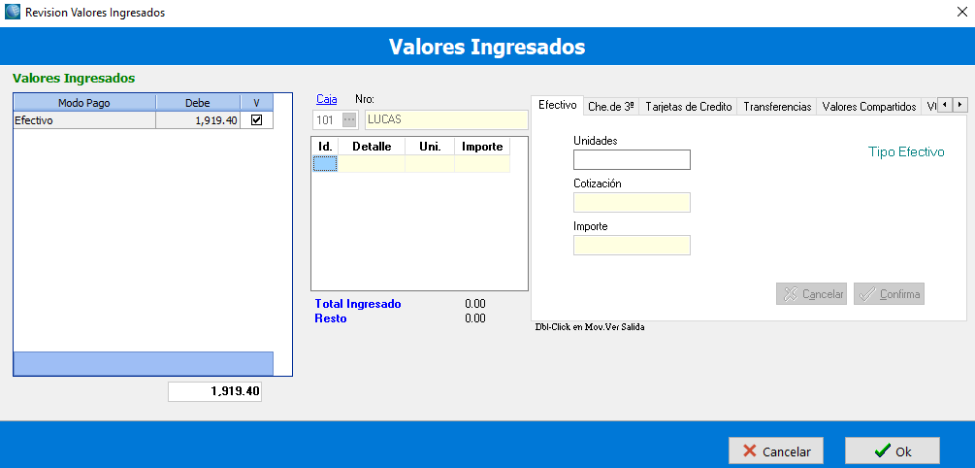 Revision Valores Ingresados
Valores Ingresados
Valores Ingresados
Modo Pago Debe V
Efectivo 1,919.40
1,919.40
Caja Nro:
101 ... LUCAS
Id. Detalle Uni. Importe
Total Ingresado 0.00
Resto 0.00
Efectivo Che.de 3º Tarjetas de Credito Transferencias Valores Compartidos
Unidades
Tipo Efectivo
Cotización
Importe
Cancelar Confirma
Dbl-Click en Mov.Ver Salida
Cancelar Ok